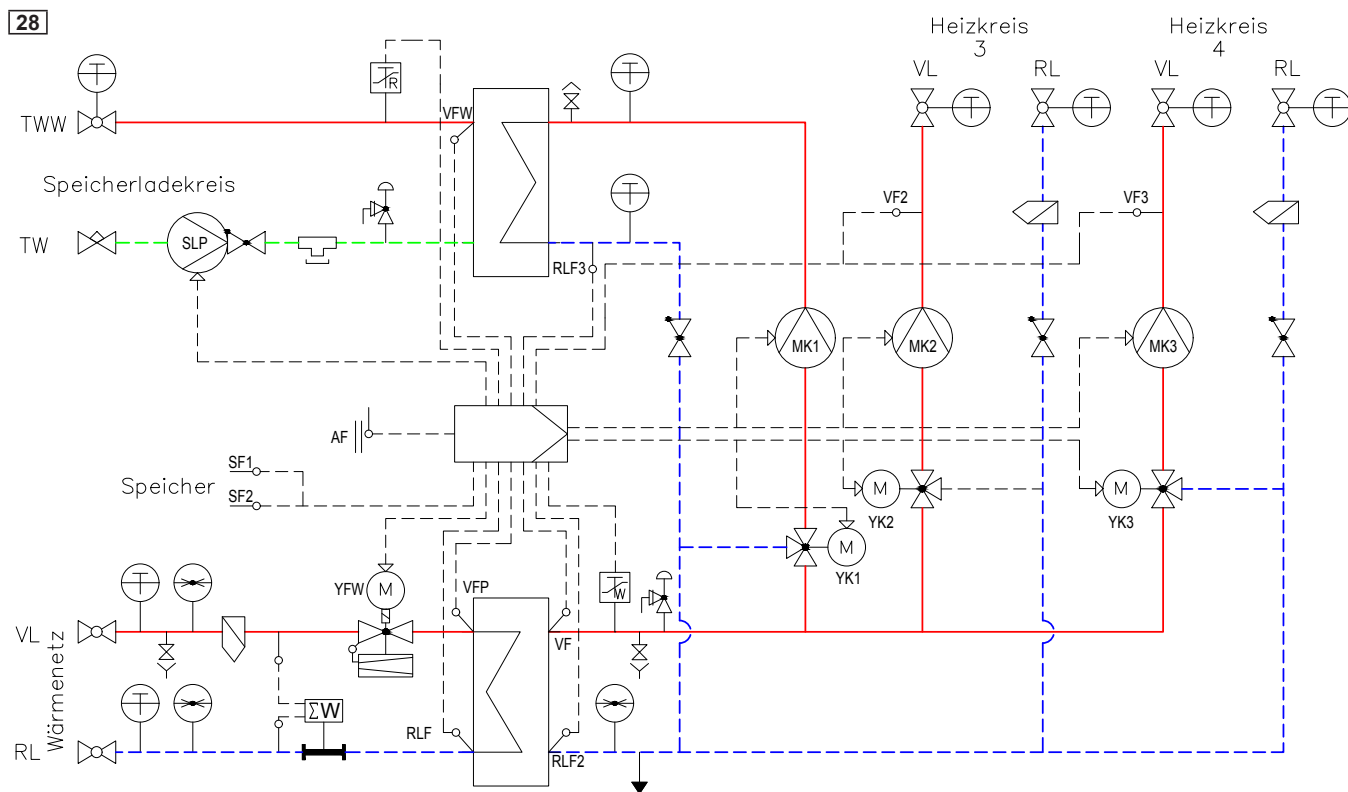 28
Heizkreis
3
Heizkreis
4
VL
RL
VL
RL
T
T
T
T
T
T
R
TWW
VFW
Speicherladekreis
T
VF2
VF3
TW
SLP
RLF3
MK1
MK2
MK3
AF
SF1
Speicher
SF2
M
YK2
M
YK3
M
YK1
YFW
M
VFP
W
T
VL
VF
Wärmenetz
T
ΣW
RLF
RL
RLF2